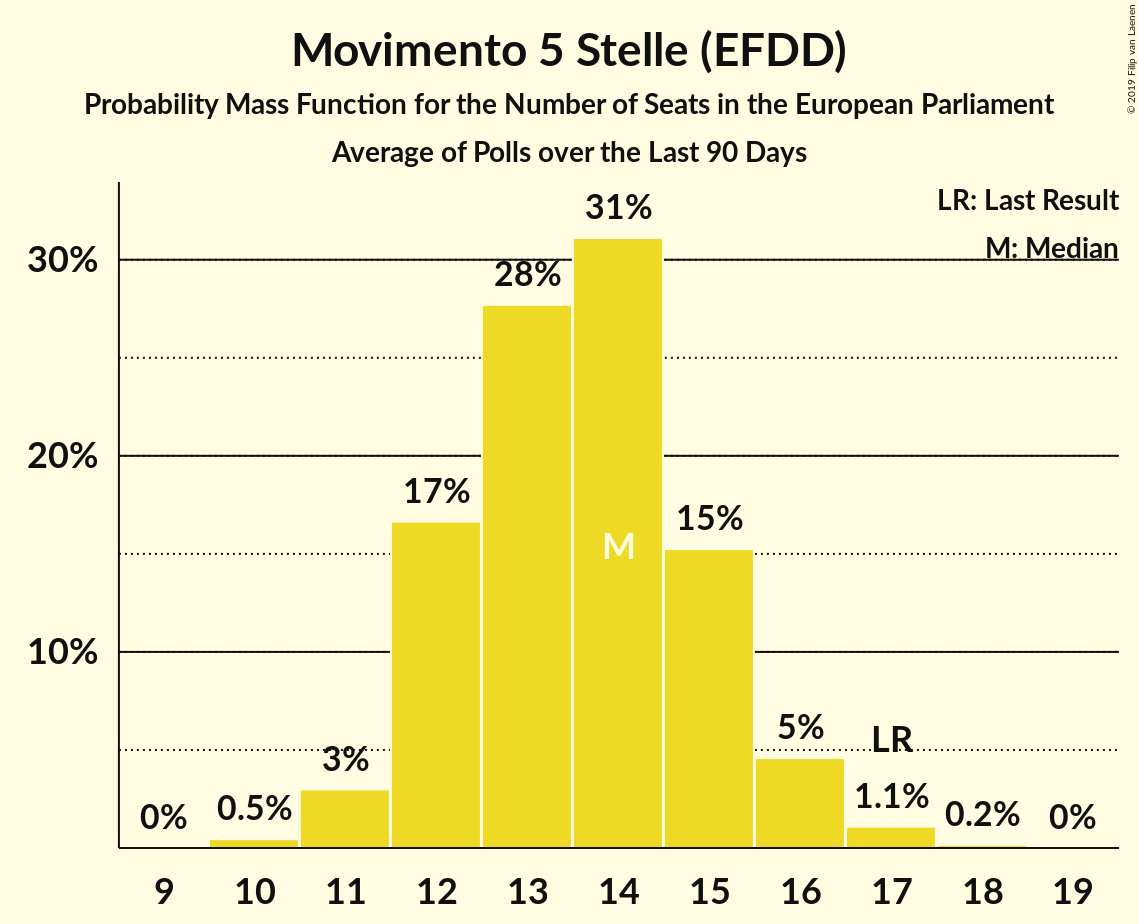 Movimento 5 Stelle (EFDD)
Probability Mass Function for the Number of Seats in the European Parliament
Average of Polls over the Last 90 Days
© 2019 Filip van Laenen
LR: Last Result
M: Median
30%
20%
10%
0%
0.5%
3%
17%
28%
31%
M
15%
5%
LR
1.1%
0.2%
0%
9 10 11 12 13 14 15 16 17 18 19